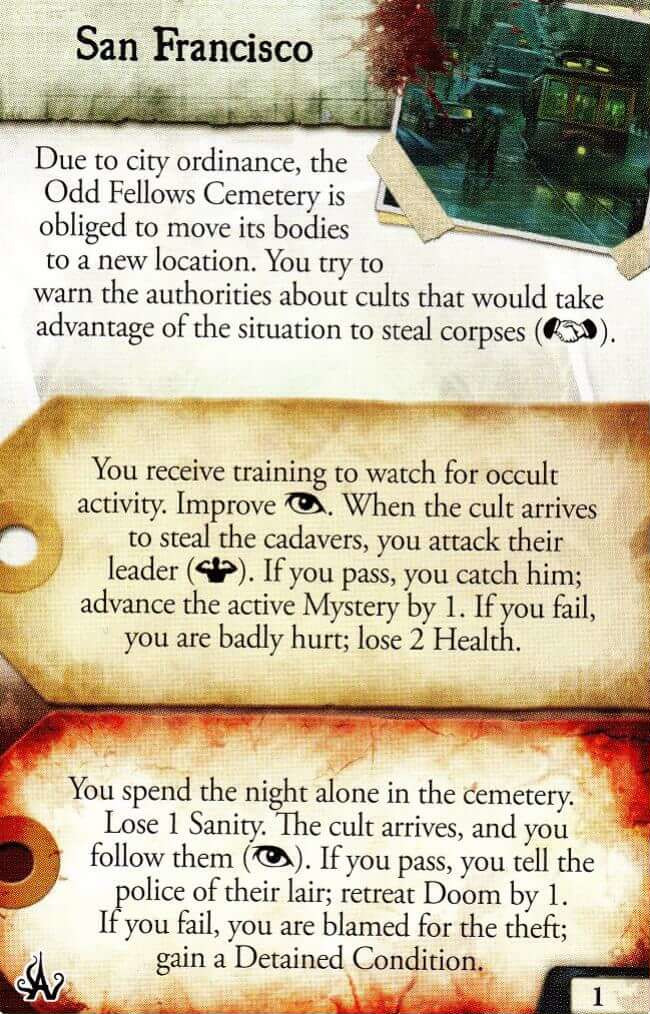 San Francisco
Due to city ordinance, the
Odd Fellows Cemetery is
obliged to move its bodies
to a new location. You try to
warn the authorities about cults that would take
advantage of the situation to steal corpses ( ).
You receive training to watch for occult
activity. Improve . When the cult arrives
to steal the cadavers, you attack their
leader ( ). If you pass, you catch him;
advance the active Mystery by 1. If you fail,
you are badly hurt; lose 2 Health.
You spend the night alone in the cemetery.
Lose 1 Sanity. The cult arrives, and you
follow them ( ). If you pass, you tell the
police of their lair; retreat Doom by 1.
If you fail, you are blamed for the theft;
gain a Detained Condition.
1